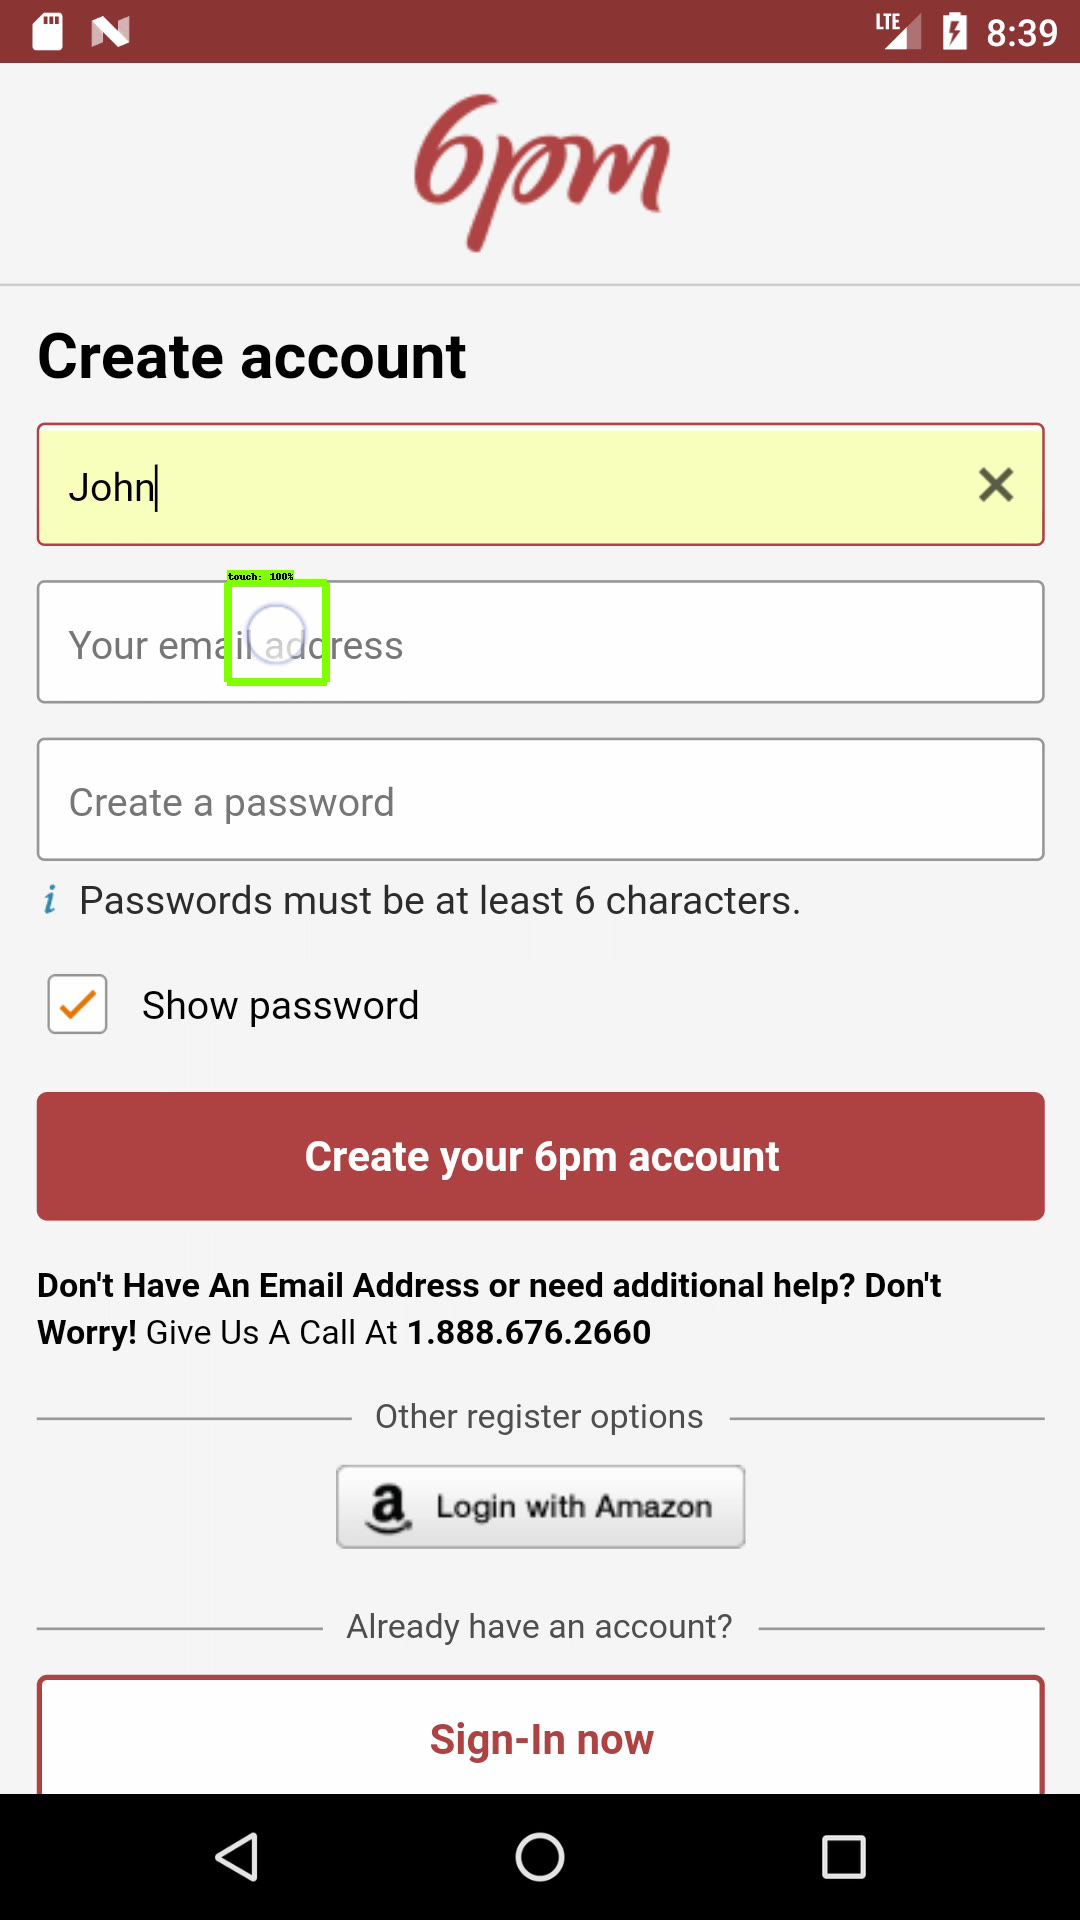 LTE 8:39
6pm
Create account
John
touch: 100%
Your email address
Create a password
i Passwords must be at least 6 characters.
Show password
Create your 6pm account
Don't Have An Email Address or need additional help? Don't
Worry! Give Us A Call At 1.888.676.2660
Other register options
a Login with Amazon
Already have an account?
Sign-In now